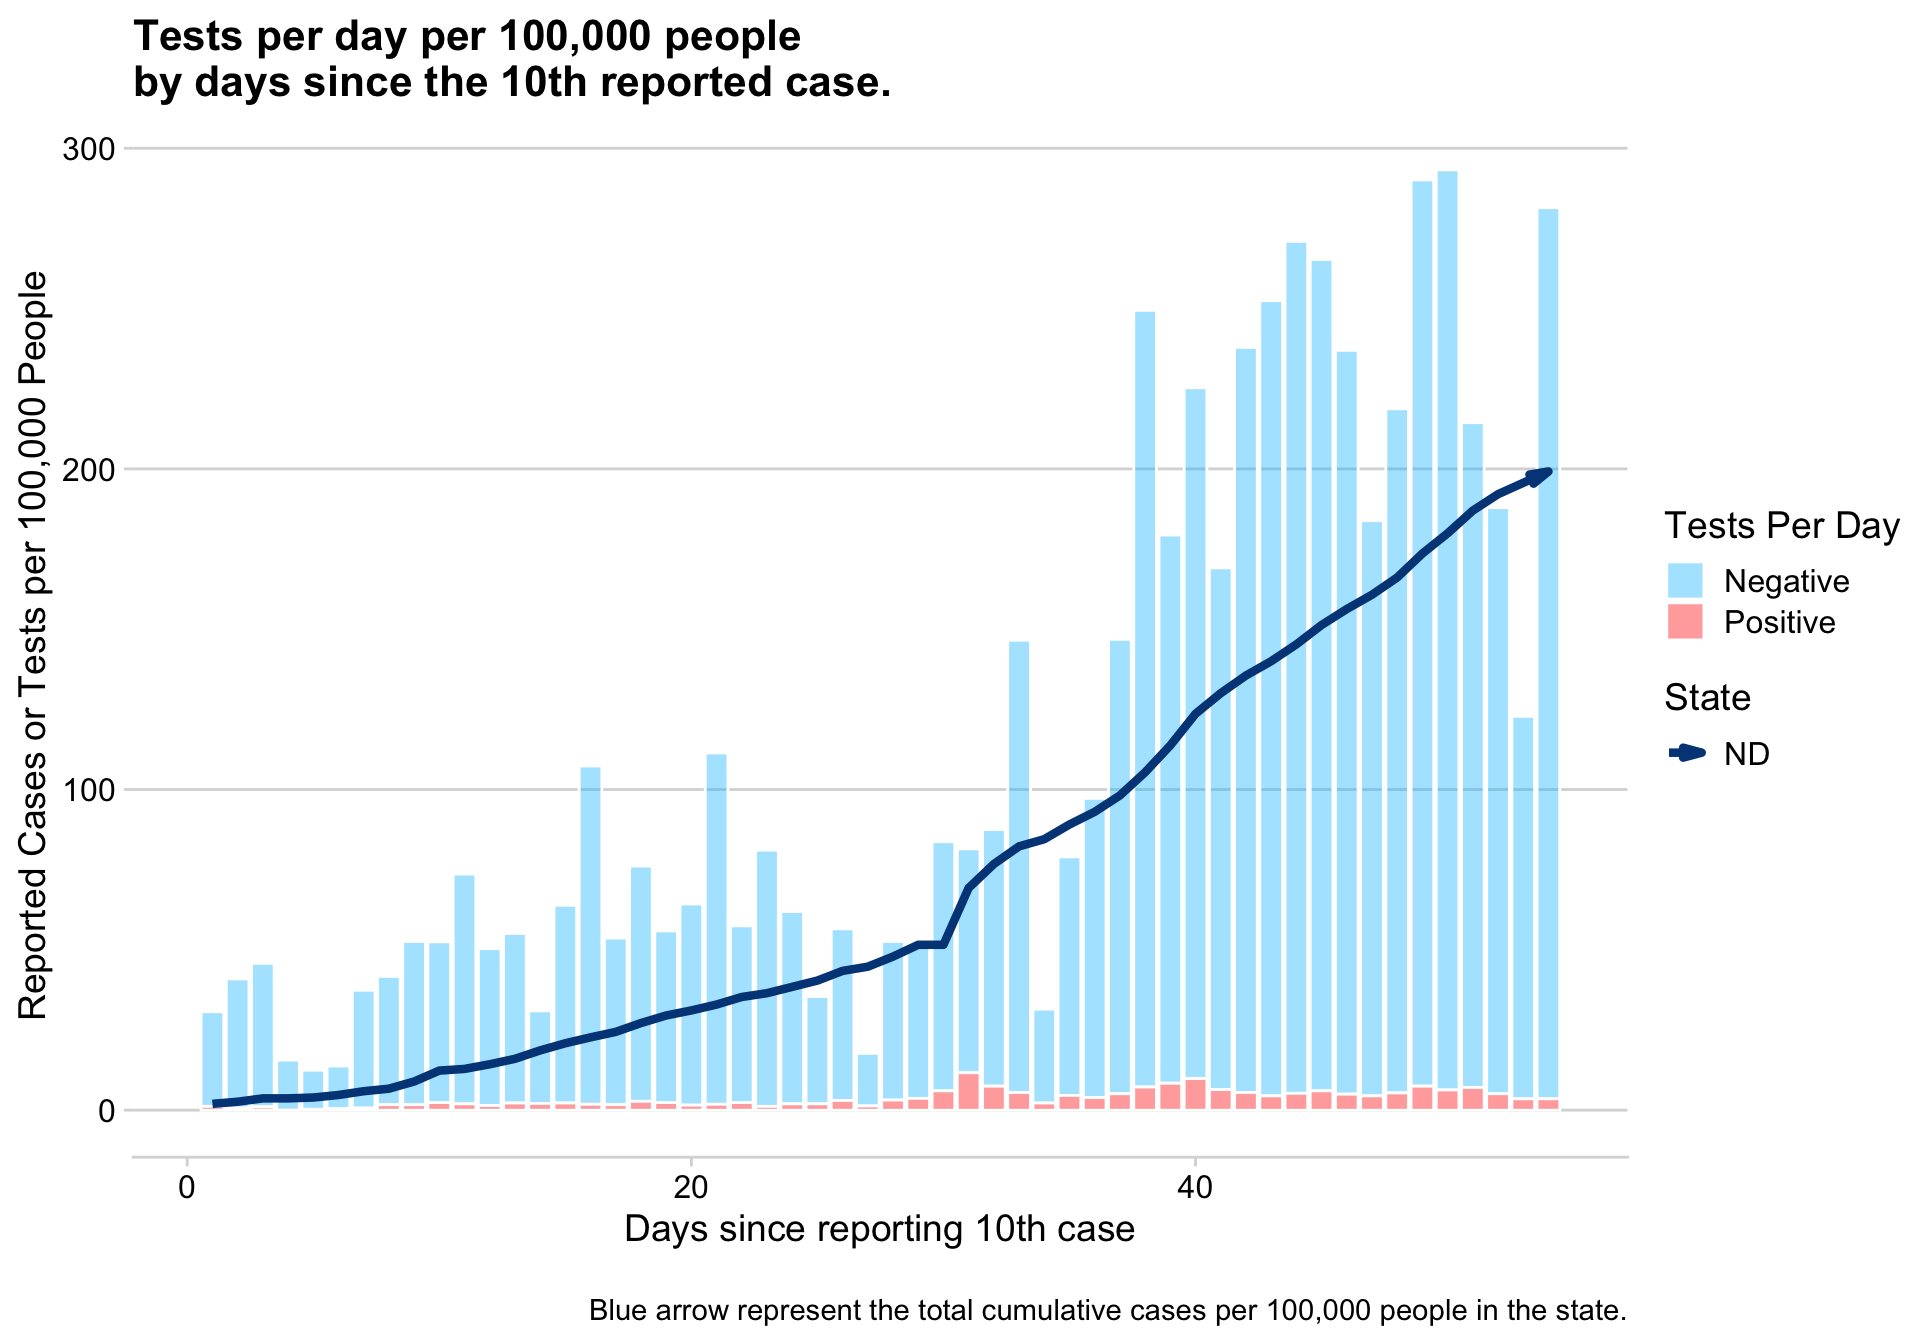 Tests per day per 100,000 people
by days since the 10th reported case.
Reported Cases or Tests per 100,000 People
300
200
100
0
0
20
40
Days since reporting 10th case
Tests Per Day
Negative
Positive
State
ND
Blue arrow represent the total cumulative cases per 100,000 people in the state.